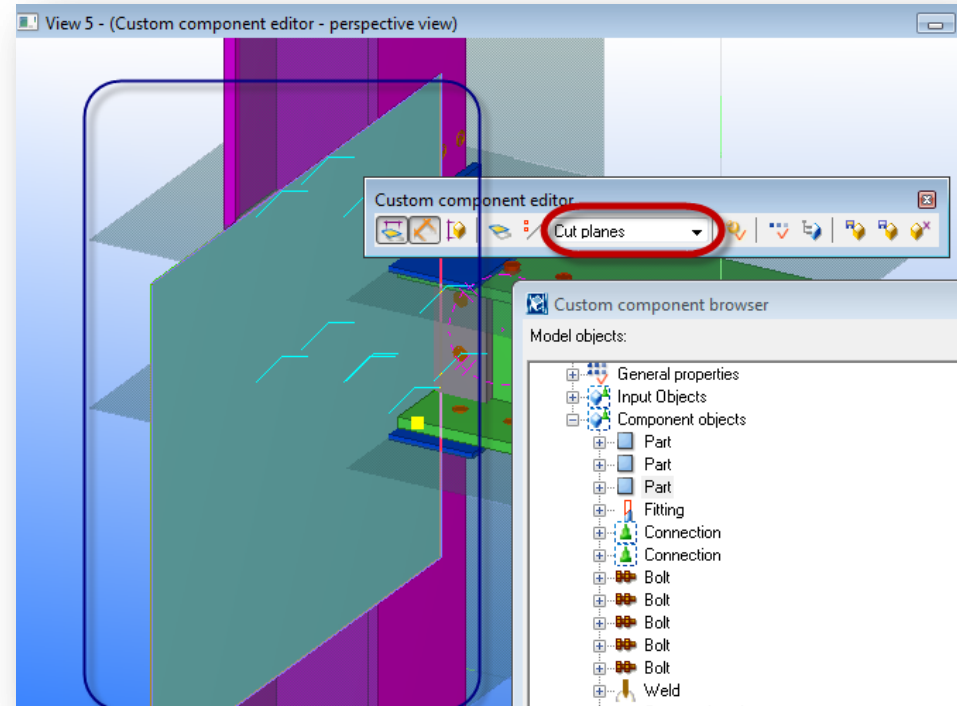 View 5 - (Custom component editor - perspective view)
Custom component editor
Cut planes
Custom component browser
Model objects:
General properties
Input Objects
Component objects
Part
Part
Part
Fitting
Connection
Connection
Bolt
Bolt
Bolt
Bolt
Bolt
Weld